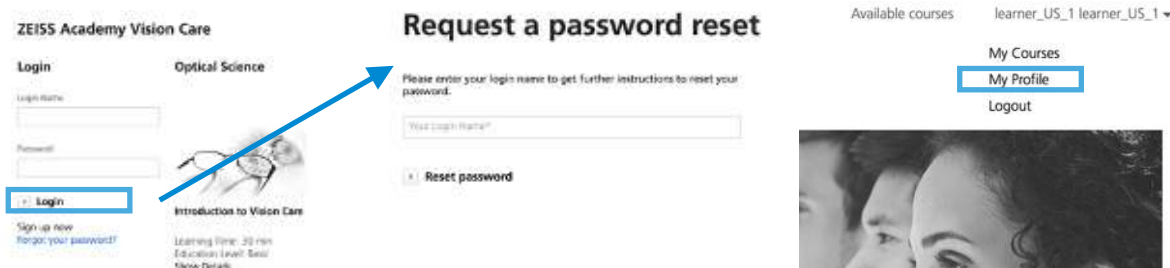 ZEISS Academy Vision Care
Login
Login Name
Password
Login
Sign up now
Forgot your password?
Optical Science
Introduction to Vision Care
Learning Time: 30 min
Education Level: Basic
Show Details
Request a password reset
Please enter your login name to get further instructions to reset your
password.
Your Login Name*
Reset password
Available courses
learner_US_1 learner_US_1
My Courses
My Profile
Logout